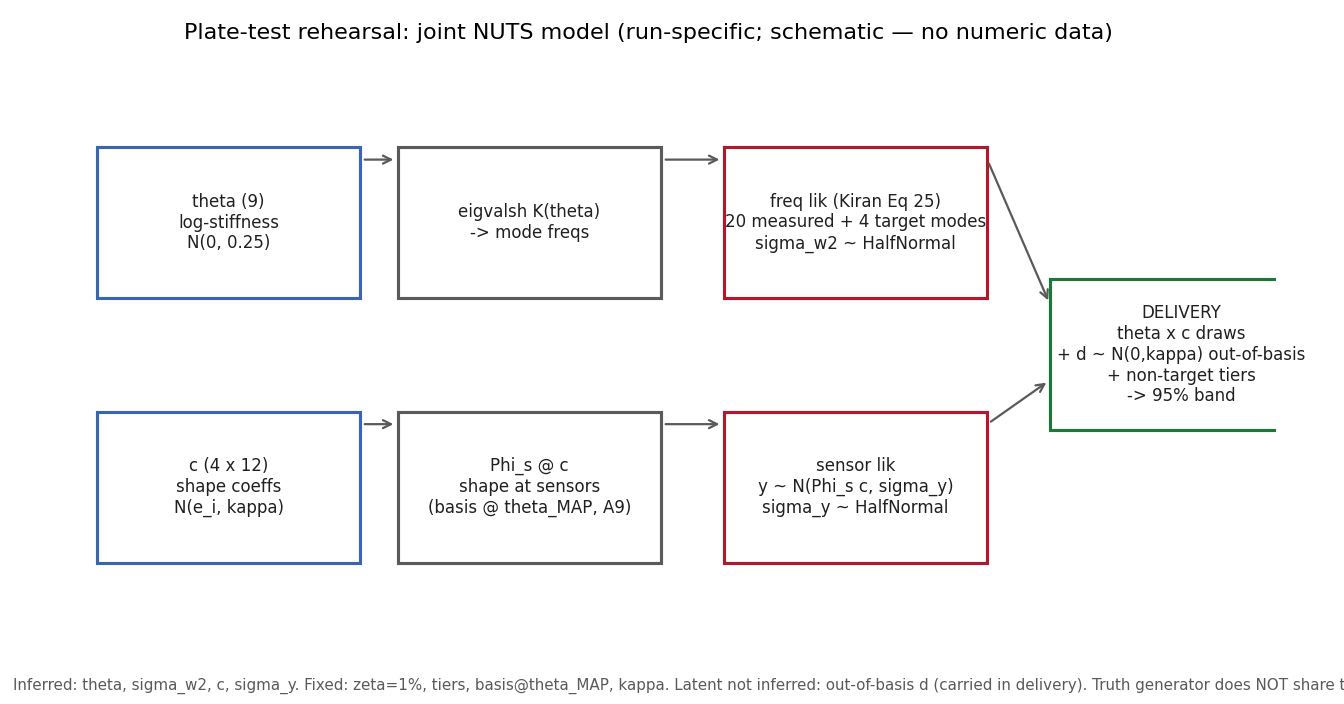 Plate-test rehearsal: joint NUTS model (run-specific; schematic — no numeric data)
theta (9)
log-stiffness
N(0, 0.25)
eigvalsh K(theta)
-> mode freqs
freq lik (Kiran Eq 25)
20 measured + 4 target modes
sigma_w2 ~ HalfNormal
DELIVERY
theta x c draws
+ d ~ N(0,kappa) out-of-basis
+ non-target tiers
-> 95% band
c (4 x 12)
shape coeffs
N(e_i, kappa)
Phi_s @ c
shape at sensors
(basis @ theta_MAP, A9)
sensor lik
y ~ N(Phi_s c, sigma_y)
sigma_y ~ HalfNormal
Inferred: theta, sigma_w2, c, sigma_y. Fixed: zeta=1%, tiers, basis@theta_MAP, kappa. Latent not inferred: out-of-basis d (carried in delivery). Truth generator does NOT share